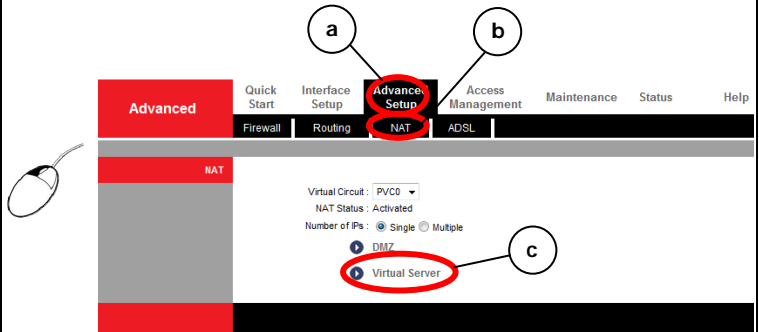 a
b
Advanced
Quick Start
Interface Setup
Advanced Setup
Access Management
Maintenance
Status
Help
Firewall
Routing
NAT
ADSL
NAT
Virtual Circuit : PVC0
NAT Status : Activated
Number of IPs : Single Multiple
DMZ
c
Virtual Server